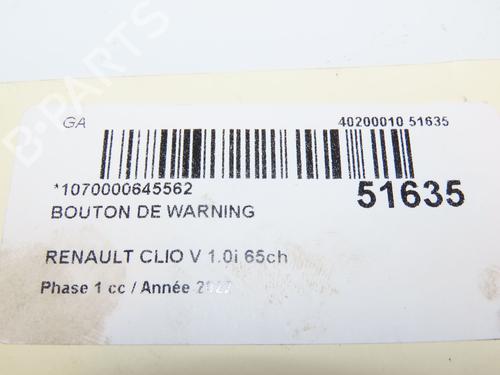 B-PARTS
GA
40200010 51635
*1070000645562
51635
BOUTON DE WARNING
RENAULT CLIO V 1.0i 65ch
Phase 1 cc / Année